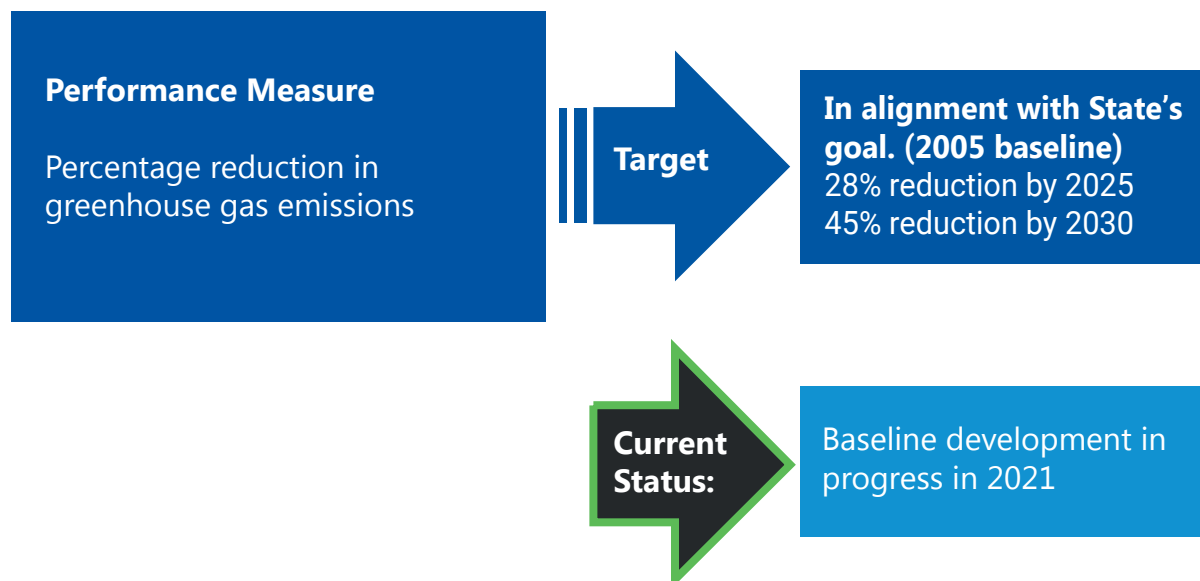 Performance Measure
Percentage reduction in
greenhouse gas emissions
Target
In alignment with State’s
goal. (2005 baseline)
28% reduction by 2025
45% reduction by 2030
Current
Status:
Baseline development in
progress in 2021